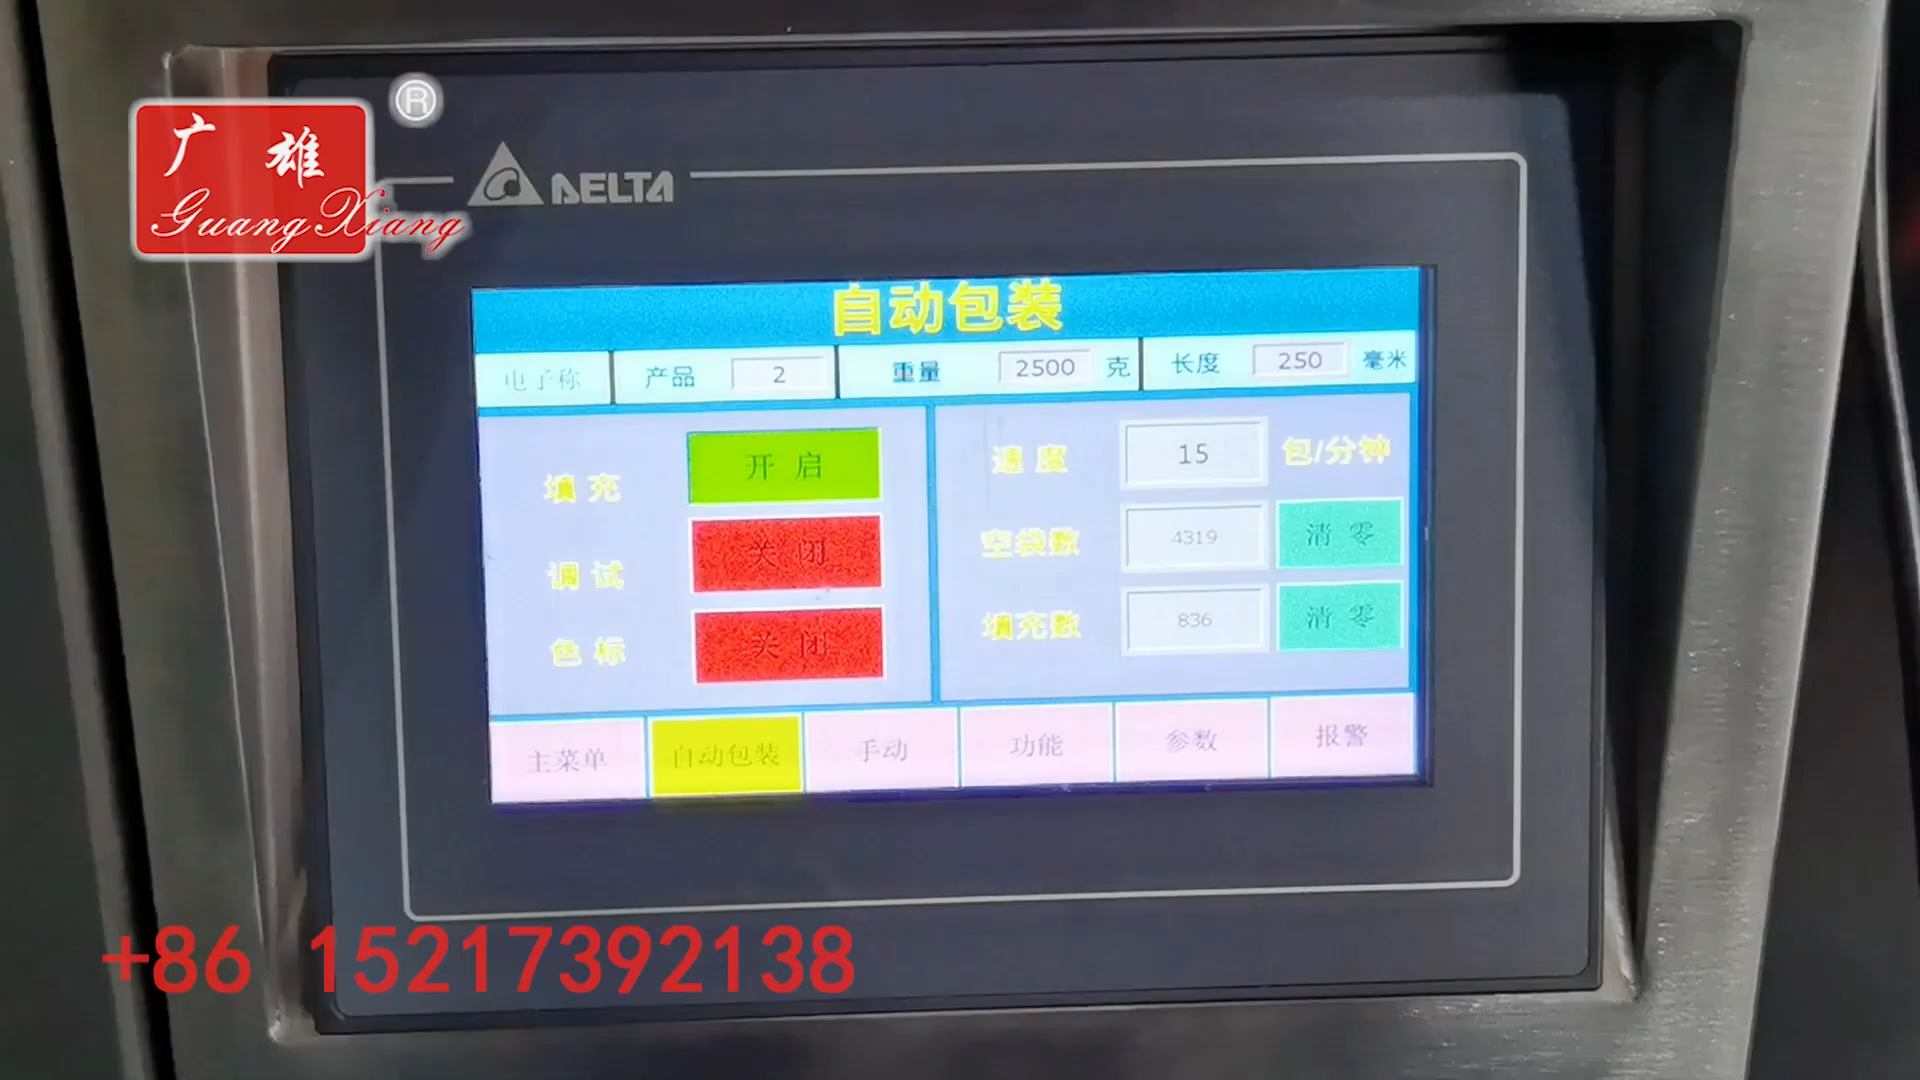 广雄
®
GuangXiang
DELTA
自动包装
电子称 产品 2 重量 2500 克 长度 250 毫米
填充 开启
调试 关闭
色标 关闭
速度 15 包/分钟
空袋数 4319 清零
填充数 836 清零
主菜单 自动包装 手动 功能 参数 报警
+86 15217392138